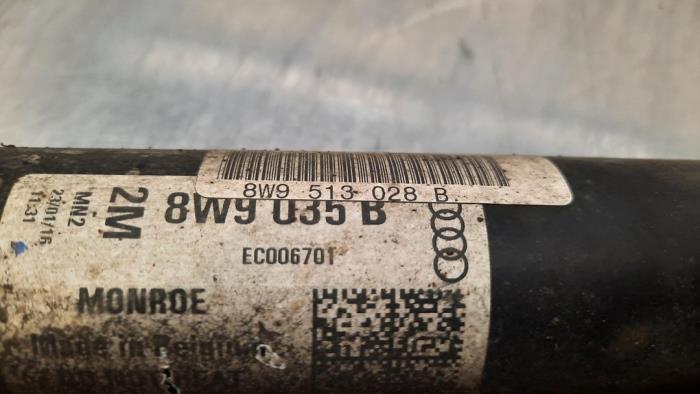 8W9 513 028 B
8W9 035 B
23/01/16
11:31
MN2
2M
EC006701
MONROE
Made in Belgium